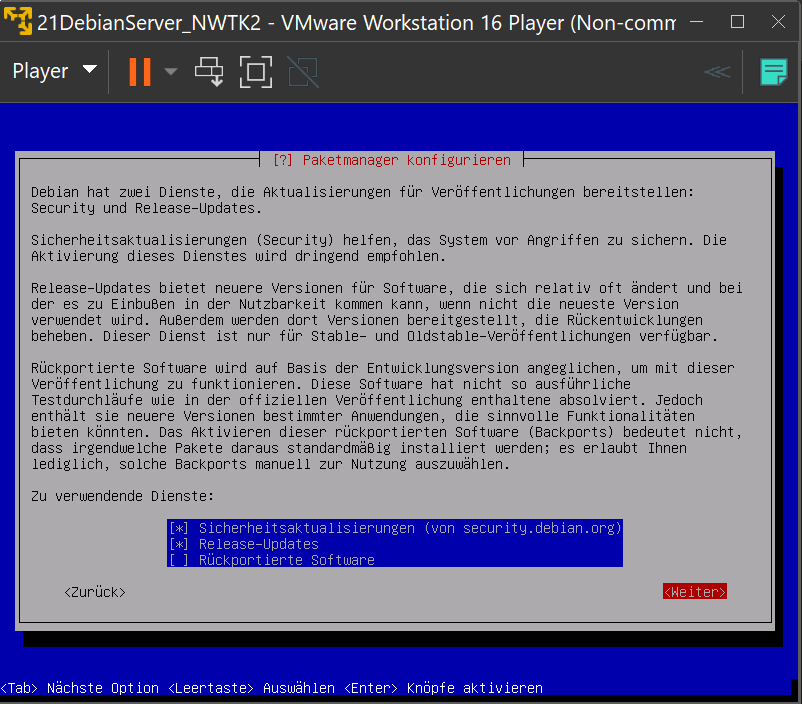 21DebianServer_NWTK2 - VMware Workstation 16 Player (Non-comm
Player
[?] Paketmanager konfigurieren
Debian hat zwei Dienste, die Aktualisierungen für Veröffentlichungen bereitstellen:
Security und Release-Updates.
Sicherheitsaktualisierungen (Security) helfen, das System vor Angriffen zu sichern. Die
Aktivierung dieses Dienstes wird dringend empfohlen.
Release-Updates bietet neuere Versionen für Software, die sich relativ oft ändert und bei
der es zu Einbußen in der Nutzbarkeit kommen kann, wenn nicht die neueste Version
verwendet wird. Außerdem werden dort Versionen bereitgestellt, die Rückentwicklungen
beheben. Dieser Dienst ist nur für Stable- und Oldstable-Veröffentlichungen verfügbar.
Rückportierte Software wird auf Basis der Entwicklungsversion angeglichen, um mit dieser
Veröffentlichung zu funktionieren. Diese Software hat nicht so ausführliche
Testdurchläufe wie in der offiziellen Veröffentlichung enthaltene absolviert. Jedoch
enthält sie neuere Versionen bestimmter Anwendungen, die sinnvolle Funktionalitäten
bieten könnten. Das Aktivieren dieser rückportierten Software (Backports) bedeutet nicht,
dass irgendwelche Pakete daraus standardmäßig installiert werden; es erlaubt Ihnen
lediglich, solche Backports manuell zur Nutzung auszuwählen.
Zu verwendende Dienste:
[*] Sicherheitsaktualisierungen (von security.debian.org)
[*] Release-Updates
[ ] Rückportierte Software
<Zurück> <Weiter>
<Tab> Nächste Option <Leertaste> Auswählen <Enter> Knöpfe aktivieren